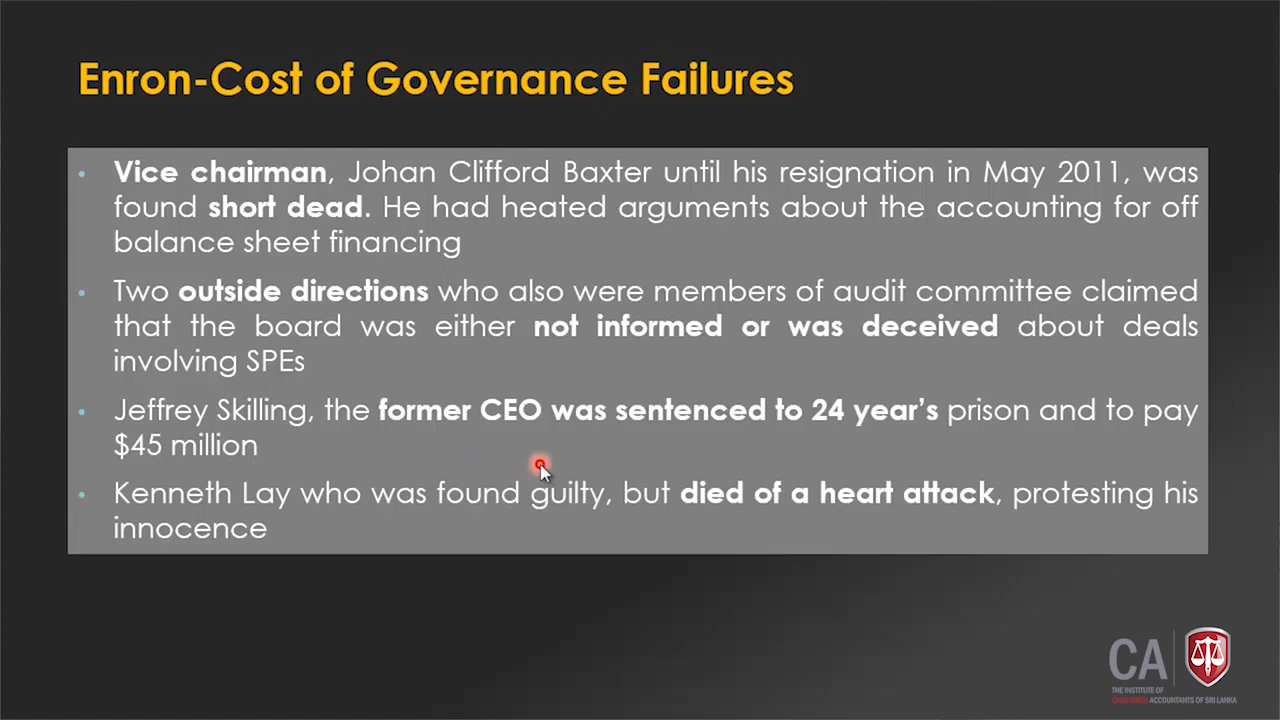 Enron-Cost of Governance Failures
• Vice chairman, Johan Clifford Baxter until his resignation in May 2011, was
found short dead. He had heated arguments about the accounting for off
balance sheet financing
• Two outside directions who also were members of audit committee claimed
that the board was either not informed or was deceived about deals
involving SPEs
• Jeffrey Skilling, the former CEO was sentenced to 24 year’s prison and to pay
$45 million
• Kenneth Lay who was found guilty, but died of a heart attack, protesting his
innocence
CA
THE INSTITUTE OF
CHARTERED ACCOUNTANTS OF SRI LANKA